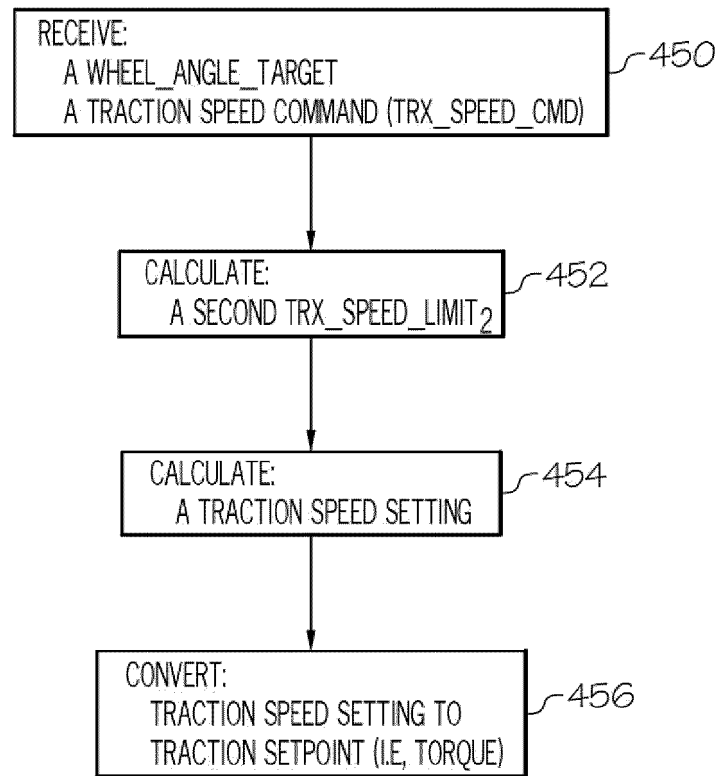 RECEIVE:
A WHEEL_ANGLE_TARGET
A TRACTION SPEED COMMAND (TRX_SPEED_CMD)
450
CALCULATE:
A SECOND TRX_SPEED_LIMIT2
452
CALCULATE:
A TRACTION SPEED SETTING
454
CONVERT:
TRACTION SPEED SETTING TO
TRACTION SETPOINT (I.E, TORQUE)
456